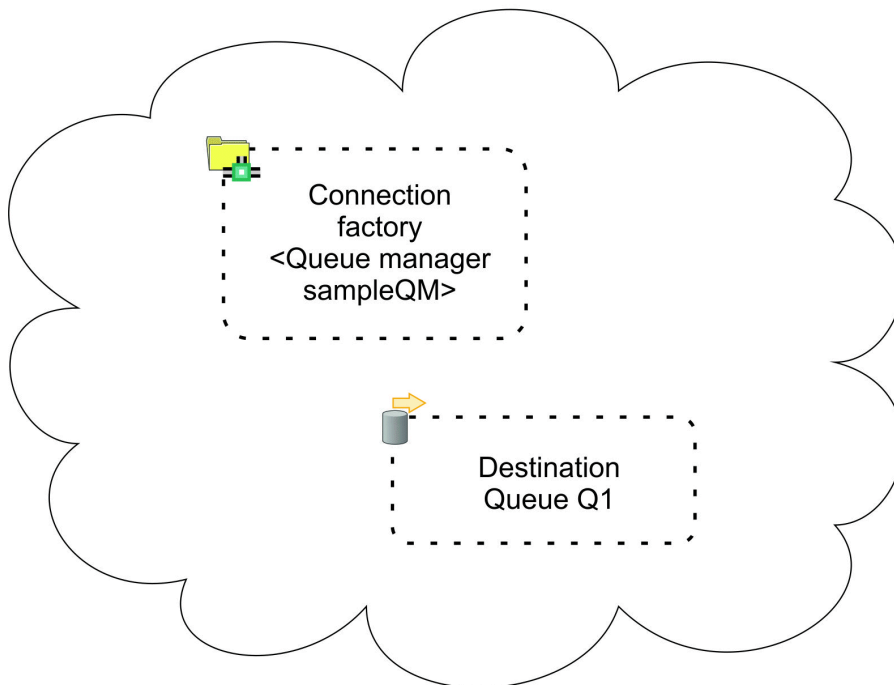 Connection
factory
<Queue manager
sampleQM>
Destination
Queue Q1